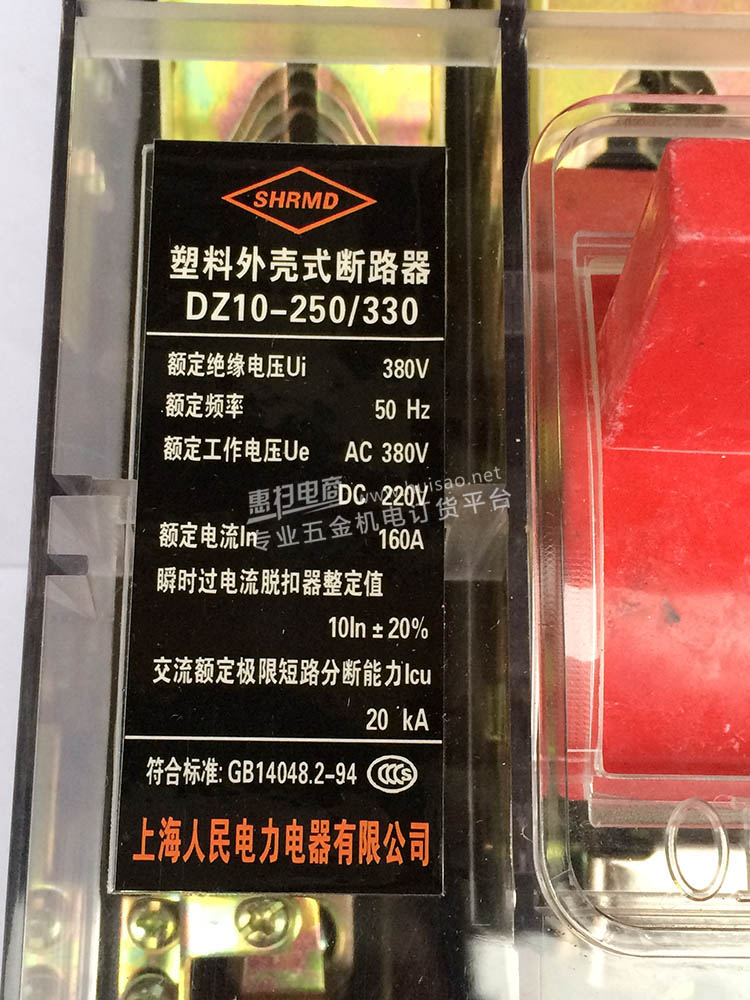 SHRMD
塑料外壳式断路器
DZ10-250/330
额定绝缘电压Ui 380V
额定频率 50 Hz
额定工作电压Ue AC 380V
DC 220V
惠扫电商 www.huisao.net
专业五金机电订货平台
额定电流In 160A
瞬时过电流脱扣器整定值
10In ± 20%
交流额定极限短路分断能力Icu
20 kA
符合标准: GB14048.2-94 CCCS
上海人民电力电器有限公司